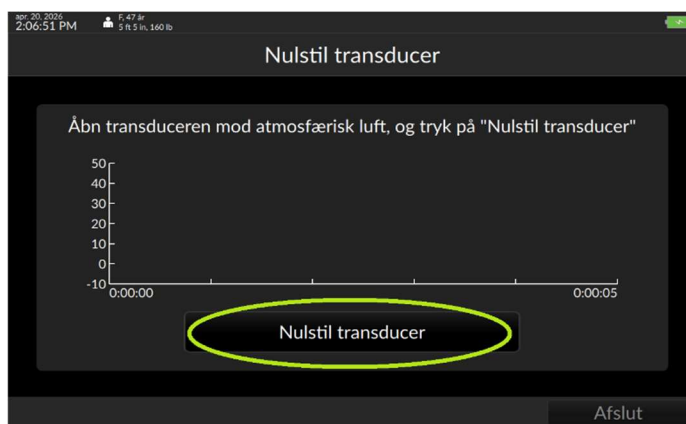 apr. 20, 2026
2:06:51 PM
F, 47 år
5 ft 5 in, 160 lb
Nulstil transducer
Åbn transduceren mod atmosfærisk luft, og tryk på "Nulstil transducer"
50
40
30
20
10
0
-10
0:00:00
0:00:05
Nulstil transducer
Afslut